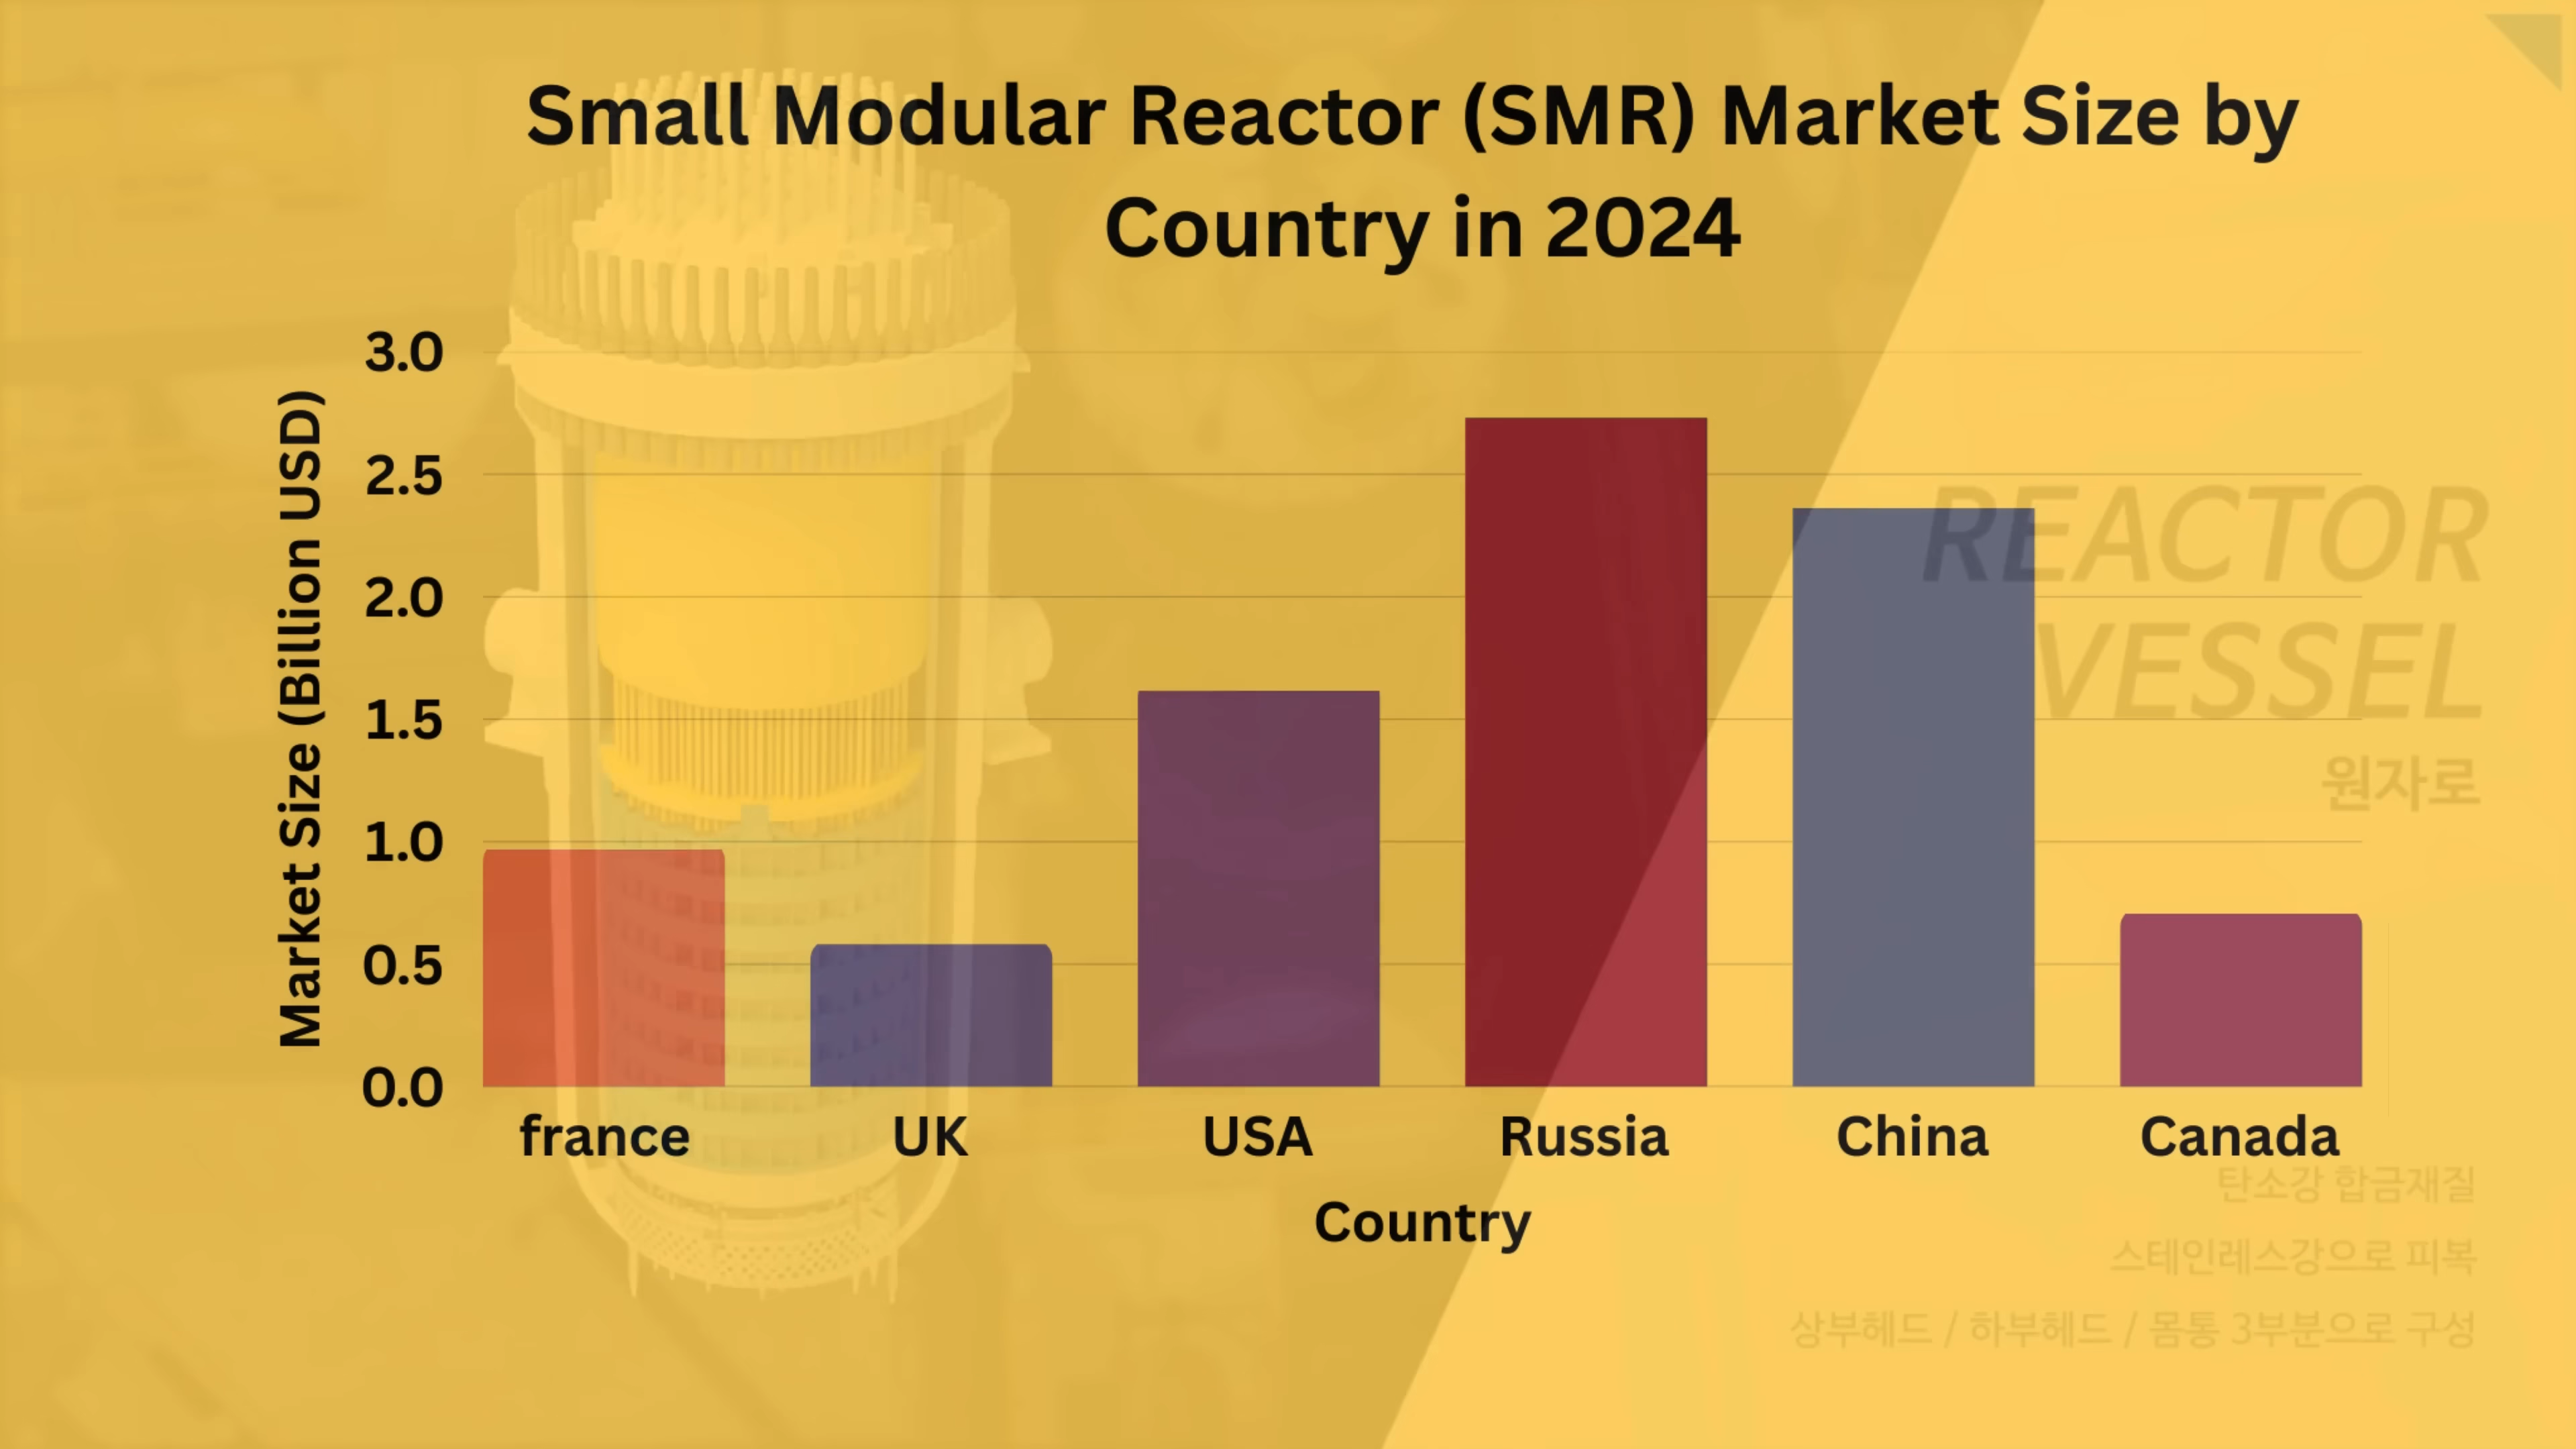 Small Modular Reactor (SMR) Market Size by
Country in 2024
Market Size (Billion USD)
3.0
2.5
2.0
1.5
1.0
0.5
0.0
france
UK
USA
Russia
China
Canada
Country
REACTOR
VESSEL
원자로
탄소강 합금재질
스테인레스강으로 피복
상부헤드 / 하부헤드 / 몸통 3부분으로 구성